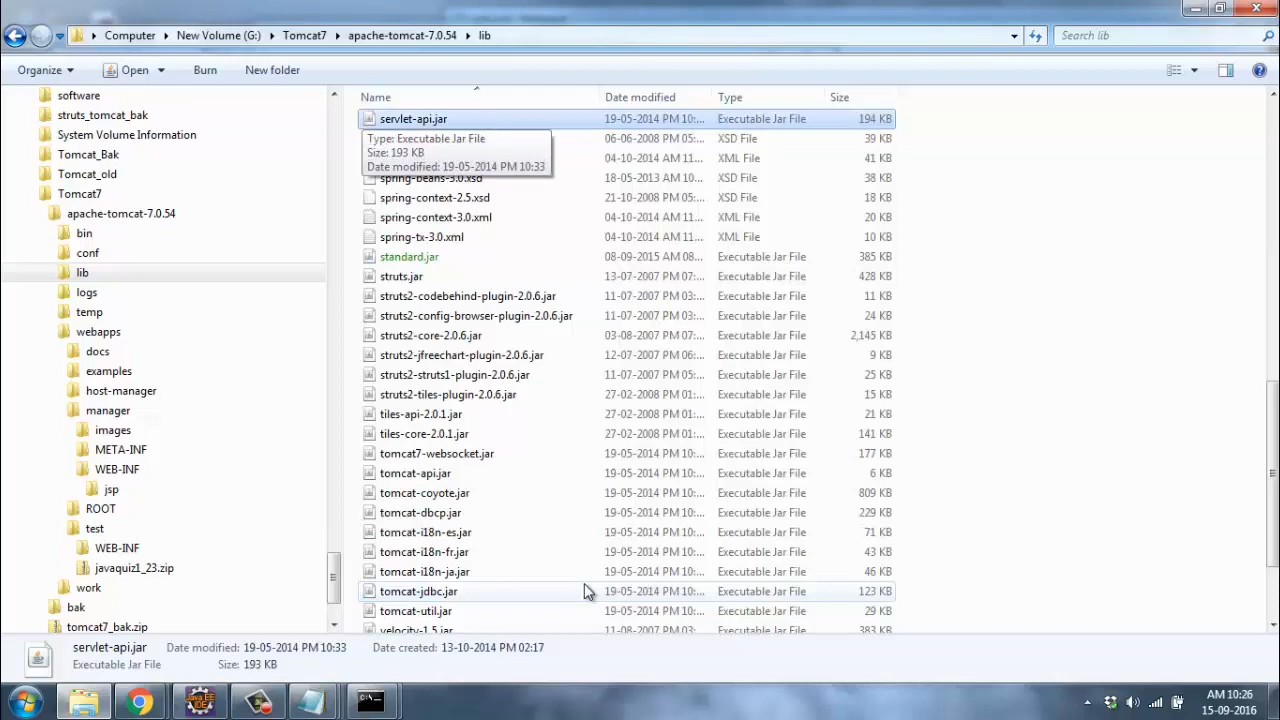 Computer New Volume (G:) Tomcat7 apache-tomcat-7.0.54 lib Search lib
Organize Open Burn New folder
software
struts_tomcat_bak
System Volume Information
Tomcat_Bak
Tomcat_old
Tomcat7
apache-tomcat-7.0.54
bin
conf
lib
logs
temp
webapps
docs
examples
host-manager
manager
images
META-INF
WEB-INF
jsp
ROOT
test
WEB-INF
javaquiz1_23.zip
work
bak
tomcat7_bak.zip
Name Date modified Type Size
servlet-api.jar 19-05-2014 PM 10:... Executable Jar File 194 KB
Type: Executable Jar File
Size: 193 KB
Date modified: 19-05-2014 PM 10:33
06-06-2008 PM 05:... XSD File 39 KB
04-10-2014 AM 11... XML File 41 KB
spring-beans-3.0.xsd 18-05-2013 AM 10... XSD File 38 KB
spring-context-2.5.xsd 21-10-2008 PM 05:... XSD File 18 KB
spring-context-3.0.xml 04-10-2014 AM 11... XML File 20 KB
spring-tx-3.0.xml 04-10-2014 AM 11... XML File 10 KB
standard.jar 08-09-2015 AM 08... Executable Jar File 385 KB
struts.jar 13-07-2007 PM 07:... Executable Jar File 428 KB
struts2-codebehind-plugin-2.0.6.jar 11-07-2007 PM 03:... Executable Jar File 11 KB
struts2-config-browser-plugin-2.0.6.jar 11-07-2007 PM 03:... Executable Jar File 24 KB
struts2-core-2.0.6.jar 03-08-2007 PM 07:... Executable Jar File 2,145 KB
struts2-jfreechart-plugin-2.0.6.jar 12-07-2007 PM 06:... Executable Jar File 9 KB
struts2-struts1-plugin-2.0.6.jar 11-07-2007 PM 05:... Executable Jar File 25 KB
struts2-tiles-plugin-2.0.6.jar 27-02-2008 PM 01:... Executable Jar File 15 KB
tiles-api-2.0.1.jar 27-02-2008 PM 01:... Executable Jar File 21 KB
tiles-core-2.0.1.jar 27-02-2008 PM 01:... Executable Jar File 141 KB
tomcat7-websocket.jar 19-05-2014 PM 10:... Executable Jar File 177 KB
tomcat-api.jar 19-05-2014 PM 10:... Executable Jar File 6 KB
tomcat-coyote.jar 19-05-2014 PM 10:... Executable Jar File 809 KB
tomcat-dbcp.jar 19-05-2014 PM 10:... Executable Jar File 229 KB
tomcat-i18n-es.jar 19-05-2014 PM 10:... Executable Jar File 71 KB
tomcat-i18n-fr.jar 19-05-2014 PM 10:... Executable Jar File 43 KB
tomcat-i18n-ja.jar 19-05-2014 PM 10:... Executable Jar File 46 KB
tomcat-jdbc.jar 19-05-2014 PM 10:... Executable Jar File 123 KB
tomcat-util.jar 19-05-2014 PM 10:... Executable Jar File 29 KB
velocity-1.5.jar 11-08-2007 PM 03:... Executable Jar File 383 KB
servlet-api.jar Date modified: 19-05-2014 PM 10:33 Date created: 13-10-2014 PM 02:17
Executable Jar File Size: 193 KB
Java EE
IDE
AM 10:26
15-09-2016